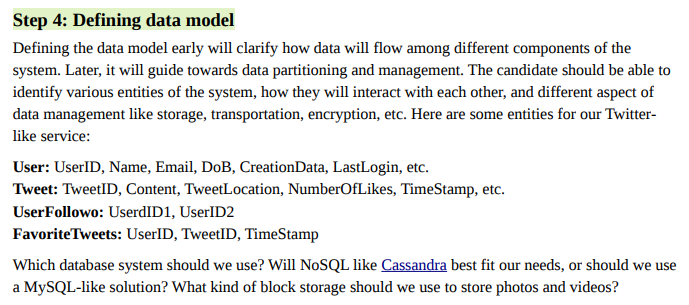 Step 4: Defining data model
Defining the data model early will clarify how data will flow among different components of the
system. Later, it will guide towards data partitioning and management. The candidate should be able to
identify various entities of the system, how they will interact with each other, and different aspect of
data management like storage, transportation, encryption, etc. Here are some entities for our Twitter-
like service:
User: UserID, Name, Email, DoB, CreationData, LastLogin, etc.
Tweet: TweetID, Content, TweetLocation, NumberOfLikes, TimeStamp, etc.
UserFollowo: UserdID1, UserID2
FavoriteTweets: UserID, TweetID, TimeStamp
Which database system should we use? Will NoSQL like Cassandra best fit our needs, or should we use
a MySQL-like solution? What kind of block storage should we use to store photos and videos?